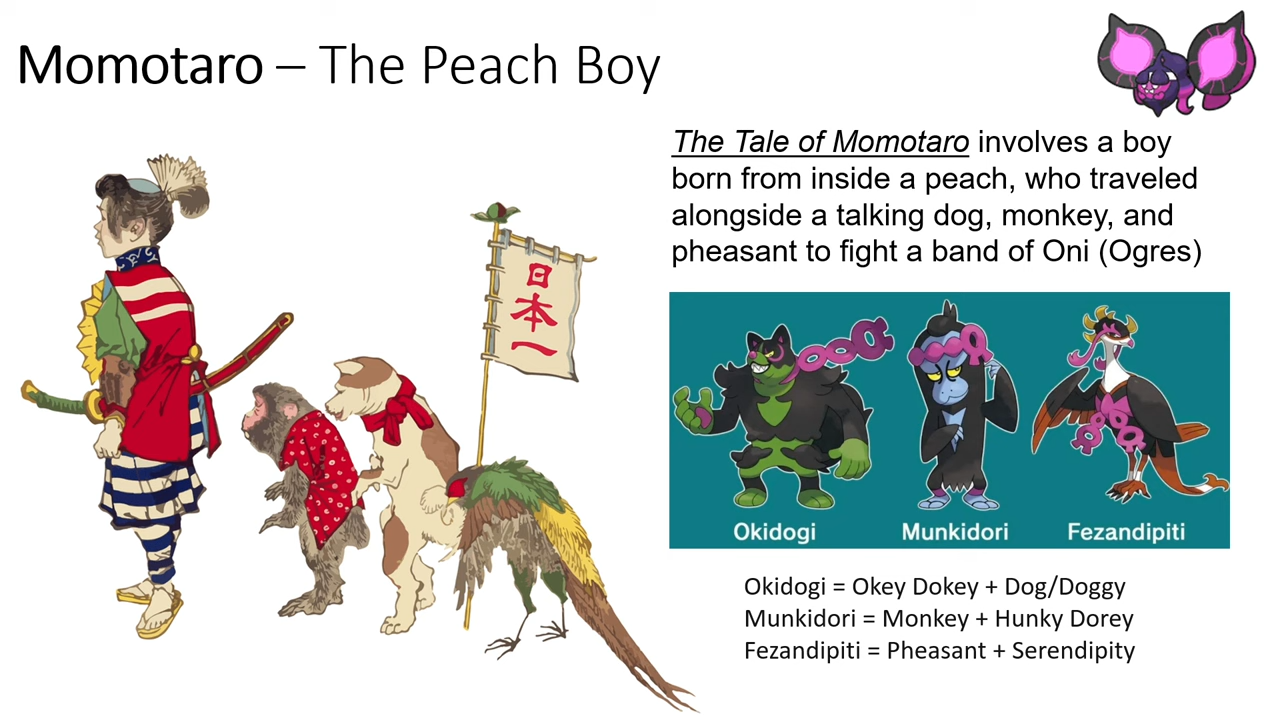 Momotaro – The Peach Boy
The Tale of Momotaro involves a boy
born from inside a peach, who traveled
alongside a talking dog, monkey, and
pheasant to fight a band of Oni (Ogres)
日本一
Okidogi
Munkidori
Fezandipiti
Okidogi = Okey Dokey + Dog/Doggy
Munkidori = Monkey + Hunky Dorey
Fezandipiti = Pheasant + Serendipity